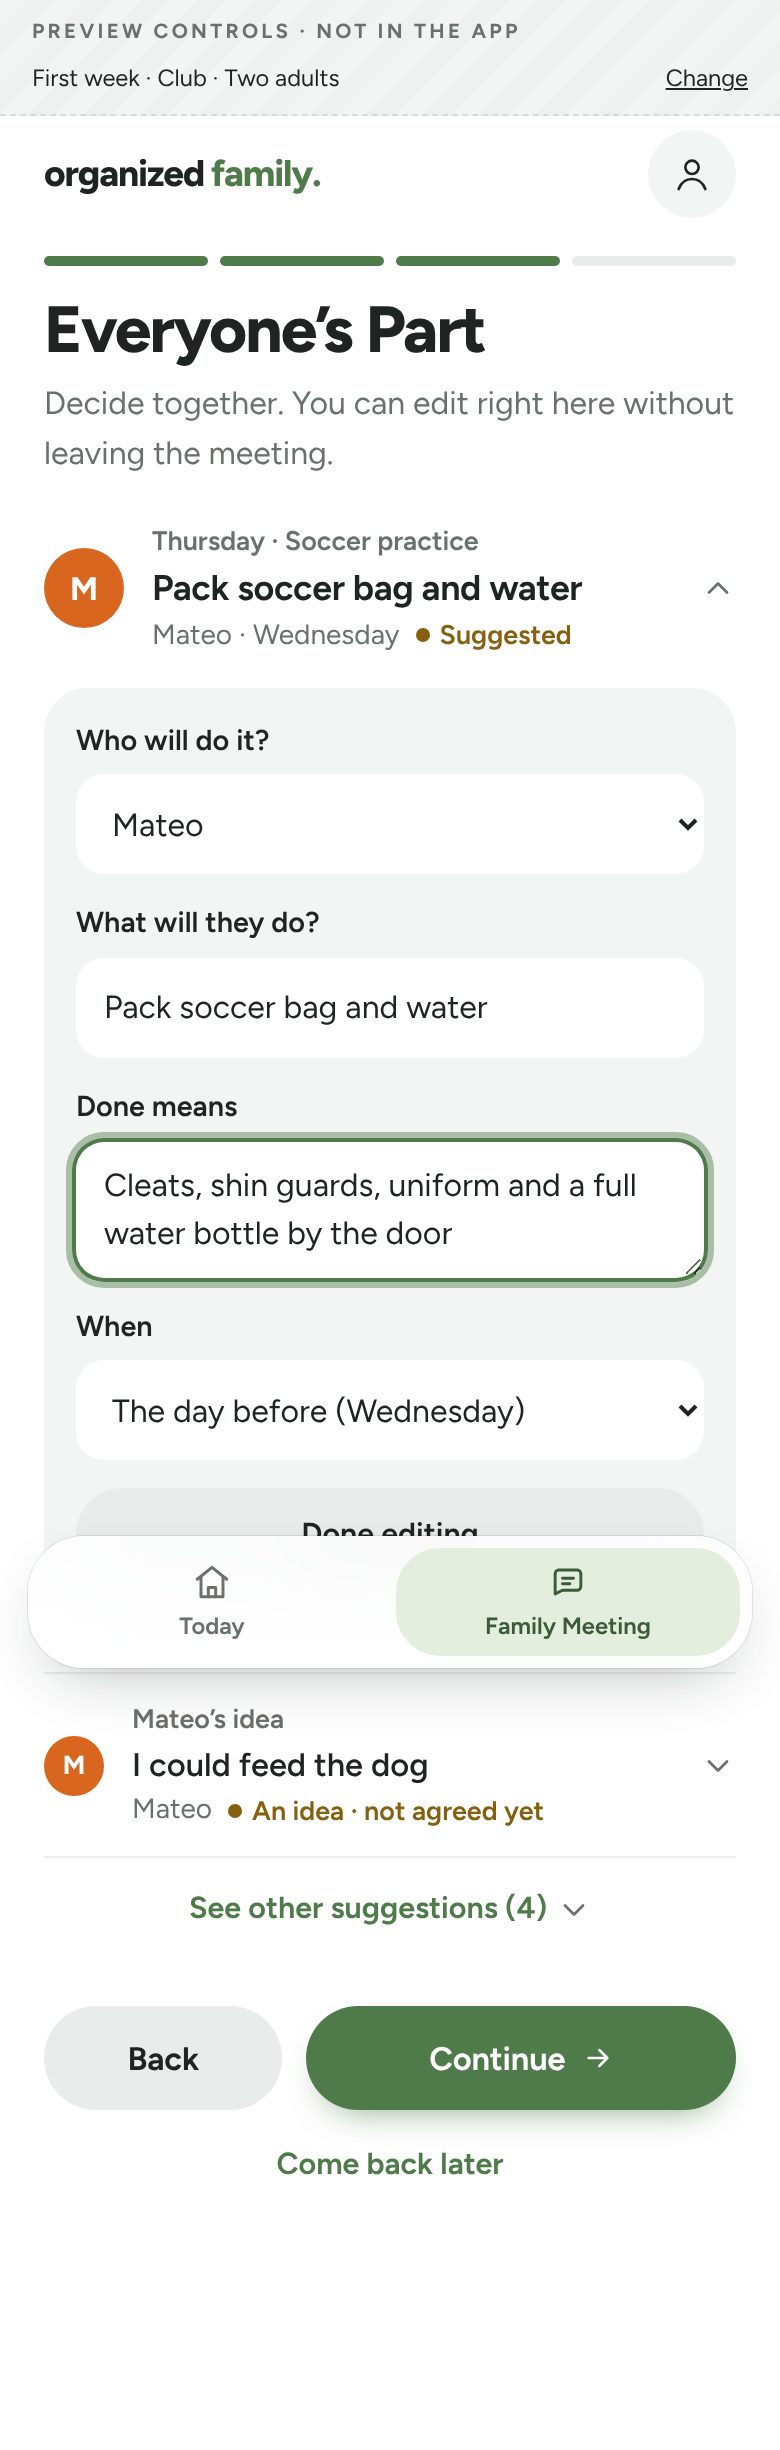 PREVIEW CONTROLS · NOT IN THE APP
First week · Club · Two adults
Change
organized family.
Everyone’s Part
Decide together. You can edit right here without
leaving the meeting.
Thursday · Soccer practice
M
Pack soccer bag and water
Mateo · Wednesday
Suggested
Who will do it?
Mateo
What will they do?
Pack soccer bag and water
Done means
Cleats, shin guards, uniform and a full
water bottle by the door
When
The day before (Wednesday)
Done editing
Today
Family Meeting
Mateo’s idea
M
I could feed the dog
Mateo
An idea · not agreed yet
See other suggestions (4)
Back
Continue →
Come back later